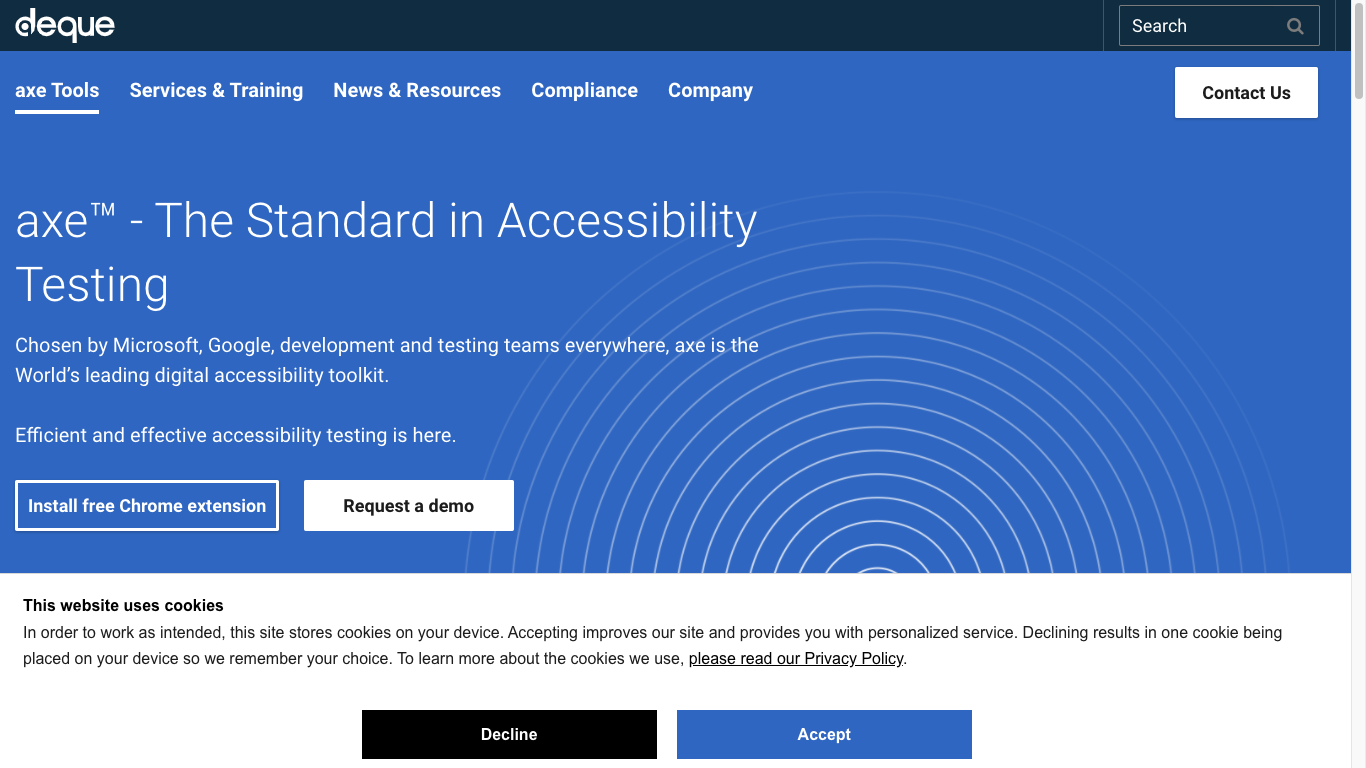 deque
Search
axe Tools
Services & Training
News & Resources
Compliance
Company
Contact Us
axe™ - The Standard in Accessibility
Testing
Chosen by Microsoft, Google, development and testing teams everywhere, axe is the
World’s leading digital accessibility toolkit.
Efficient and effective accessibility testing is here.
Install free Chrome extension
Request a demo
This website uses cookies
In order to work as intended, this site stores cookies on your device. Accepting improves our site and provides you with personalized service. Declining results in one cookie being
placed on your device so we remember your choice. To learn more about the cookies we use, please read our Privacy Policy.
Decline
Accept